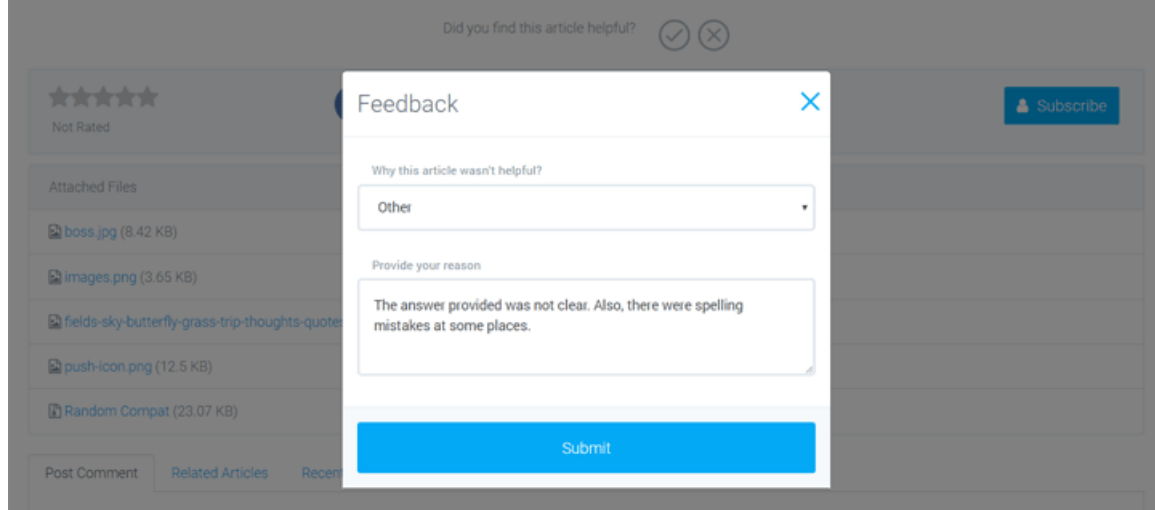 Did you find this article helpful?
Not Rated
Subscribe
Feedback
Why this article wasn't helpful?
Other
Provide your reason
The answer provided was not clear. Also, there were spelling
mistakes at some places.
Submit
Attached Files
boss.jpg (8.42 KB)
images.png (3.65 KB)
fields-sky-butterfly-grass-trip-thoughts-quotes
push-icon.png (12.5 KB)
Random Compat (23.07 KB)
Post Comment Related Articles Recen